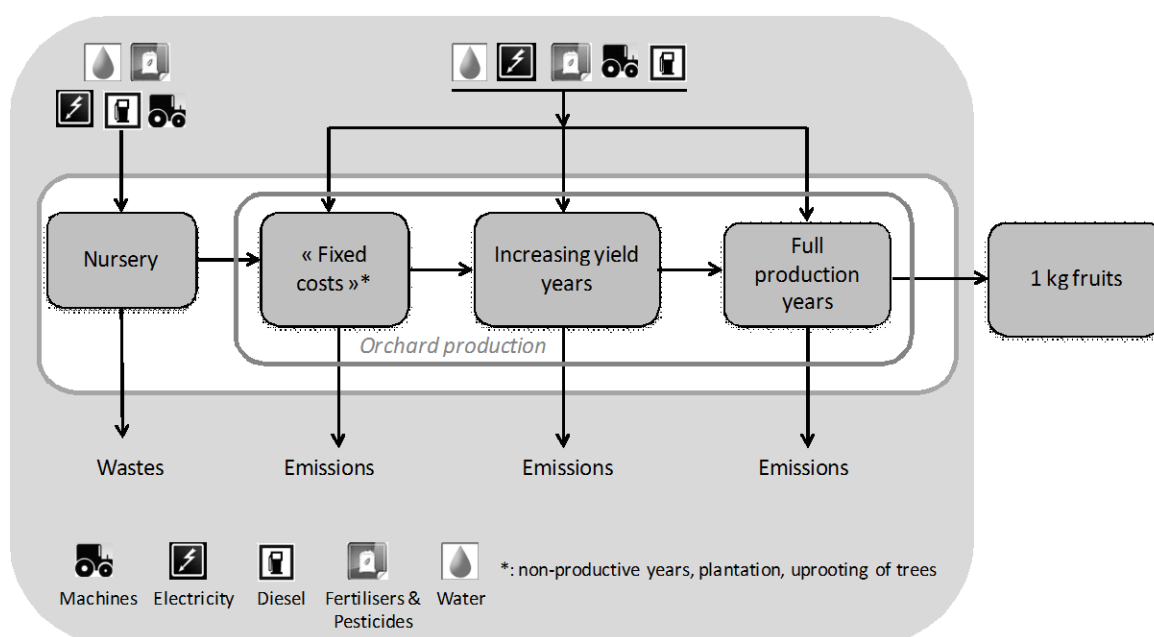 Nursery
« Fixed
costs »*
Increasing yield
years
Full
production
years
1 kg fruits
Orchard production
Wastes
Emissions
Emissions
Emissions
Machines
Electricity
Diesel
Fertilisers &
Pesticides
Water
*: non-productive years, plantation, uprooting of trees